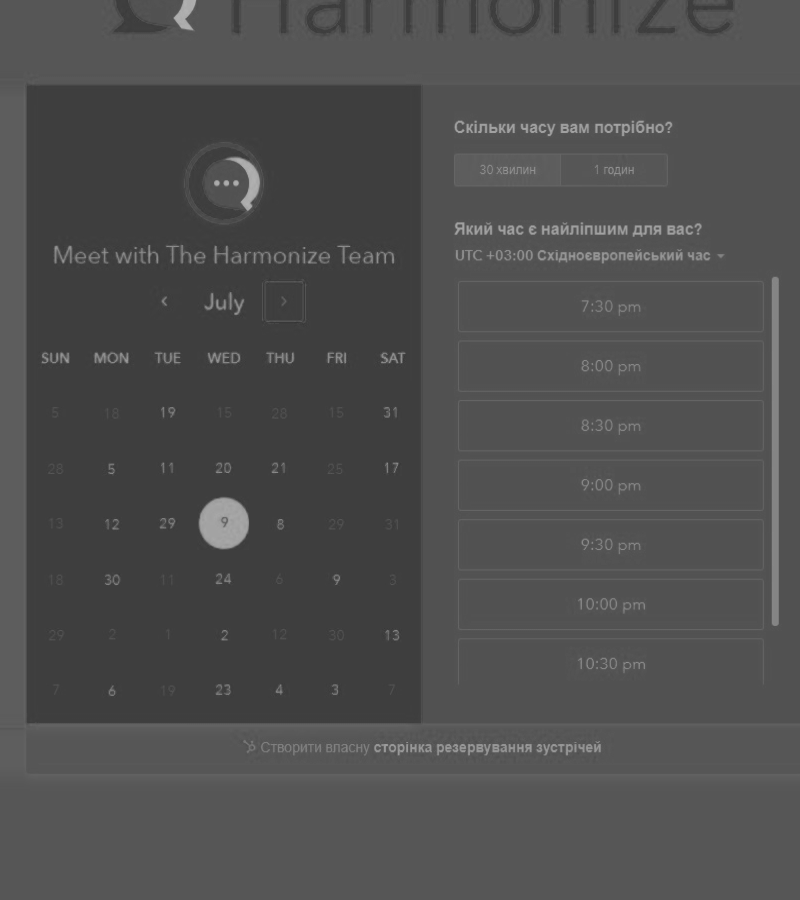 Harmonize
Meet with The Harmonize Team
July
SUN MON TUE WED THU FRI SAT
5 18 19 15 28 15 31
28 5 11 20 21 25 17
13 12 29 9 8 29 31
18 30 11 24 6 9 3
29 2 1 2 12 30 13
7 6 19 23 4 3 7
Скільки часу вам потрібно?
30 хвилин 1 годин
Який час є найліпшим для вас?
UTC +03:00 Східноєвропейський час
7:30 pm
8:00 pm
8:30 pm
9:00 pm
9:30 pm
10:00 pm
10:30 pm
Створити власну сторінка резервування зустрічей